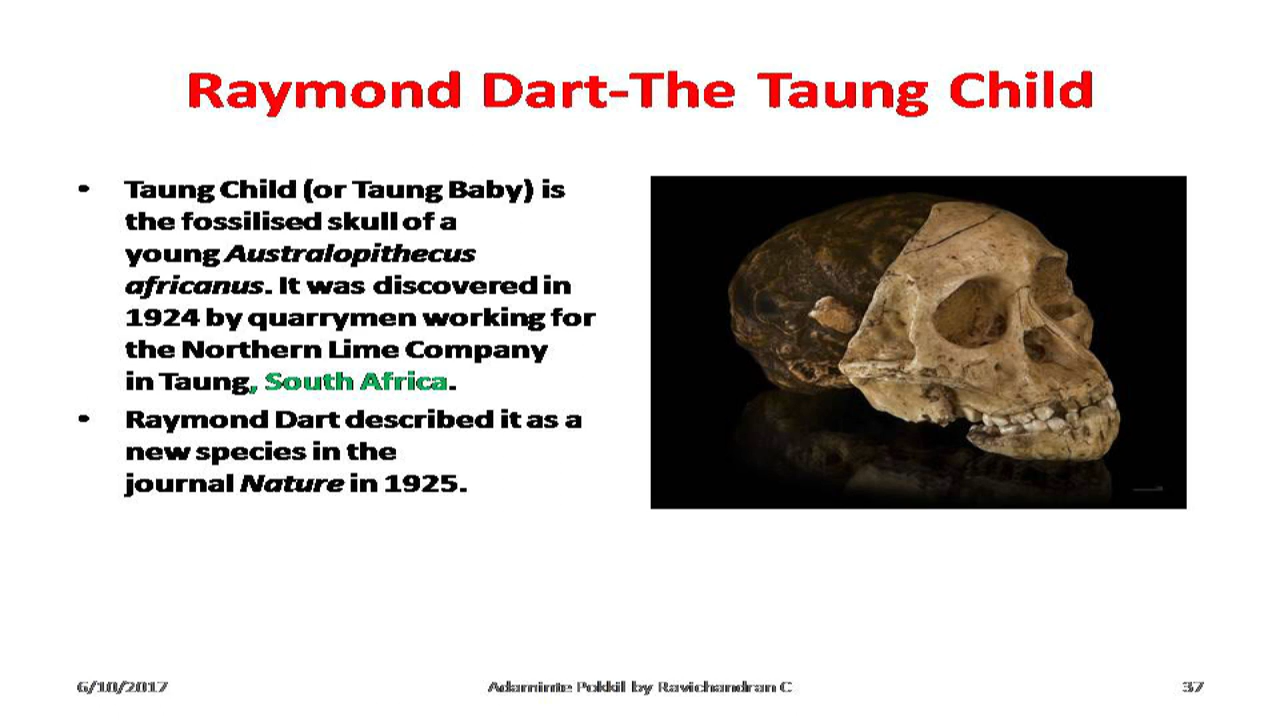 Raymond Dart-The Taung Child
• Taung Child (or Taung Baby) is
the fossilised skull of a
young Australopithecus
africanus. It was discovered in
1924 by quarrymen working for
the Northern Lime Company
in Taung, South Africa.
• Raymond Dart described it as a
new species in the
journal Nature in 1925.
6/10/2017
Adaminte Pokkil by Ravichandran C
37